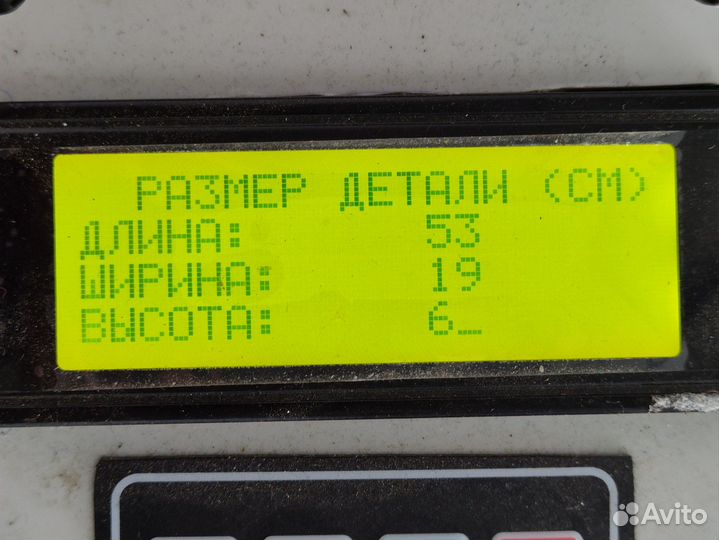 РАЗМЕР ДЕТАЛИ (СМ)
ДЛИНА: 53
ШИРИНА: 19
ВЫСОТА: 6_
Avito